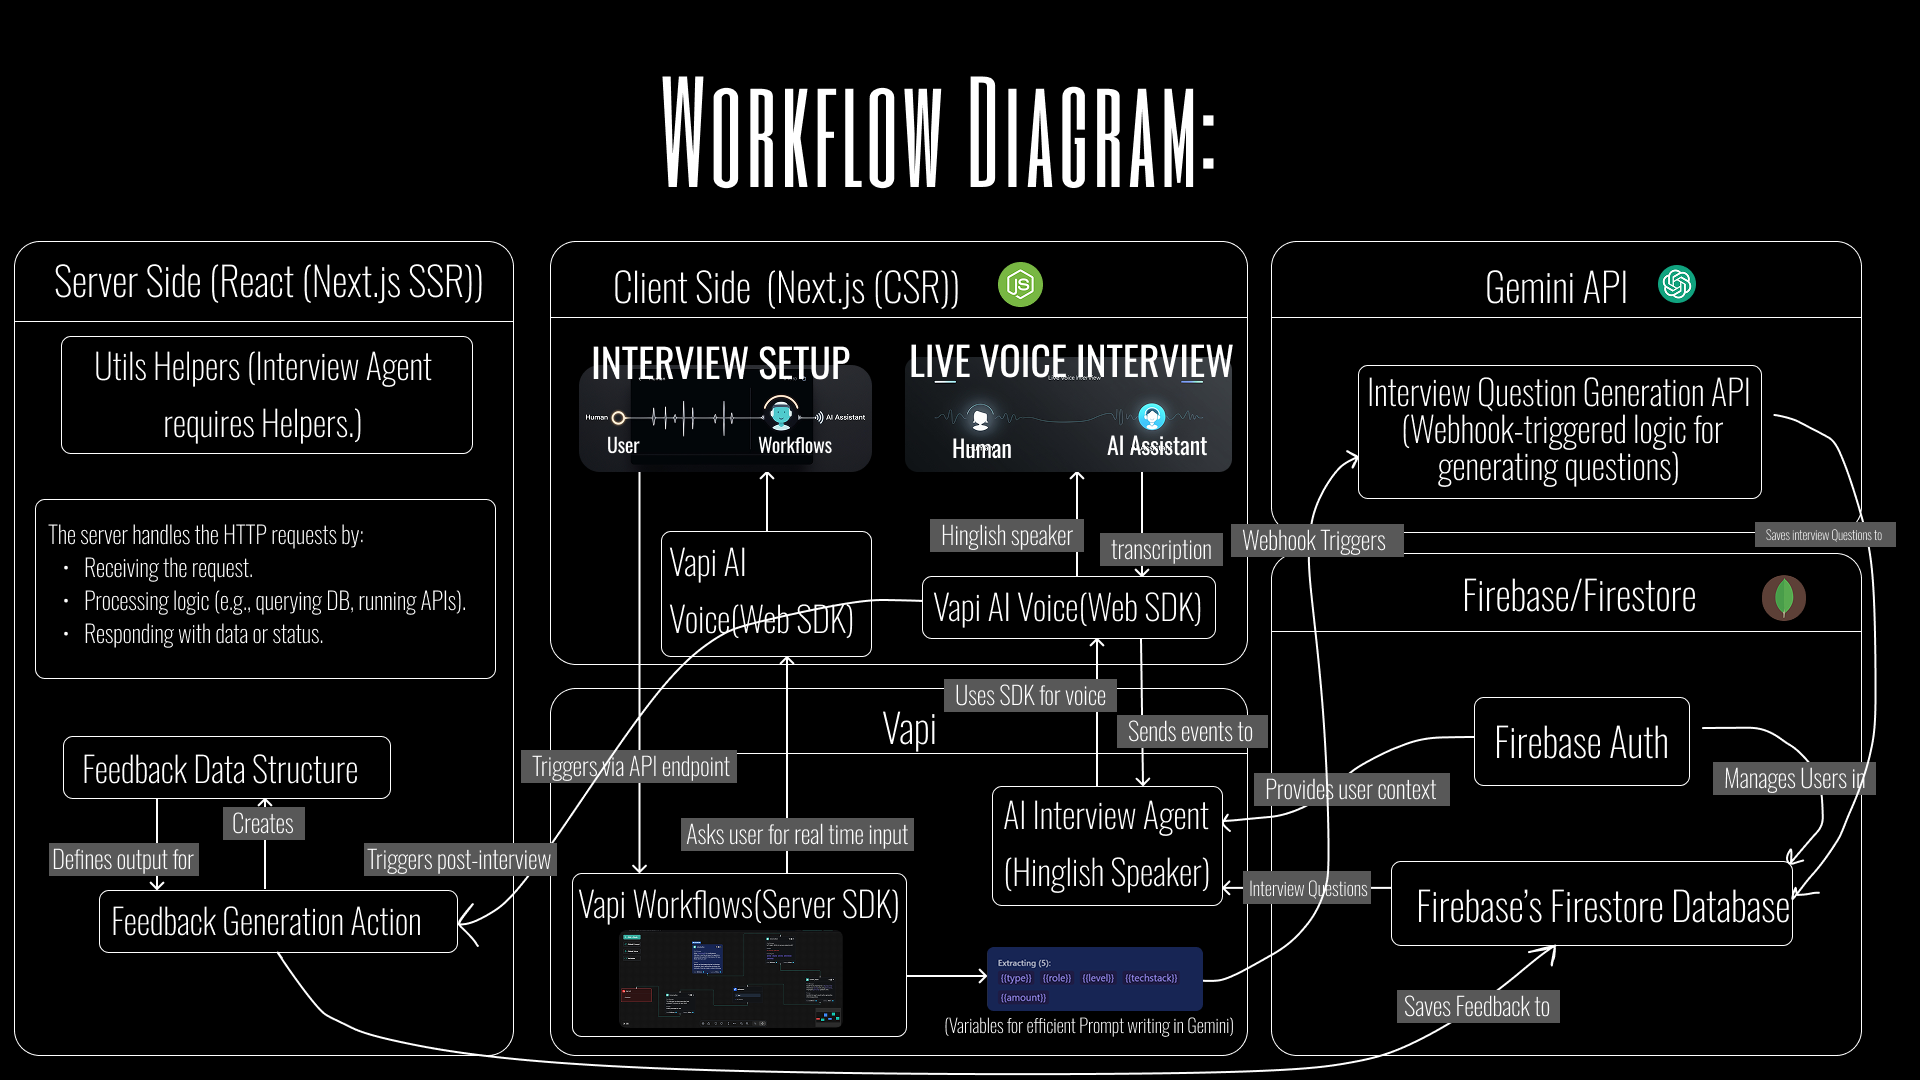 WORKFLOW DIAGRAM:
Server Side (React (Next.js SSR))
Utils Helpers (Interview Agent
requires Helpers.)
The server handles the HTTP requests by:
• Receiving the request.
• Processing logic (e.g., querying DB, running APIs).
• Responding with data or status.
Feedback Data Structure
Creates
Defines output for
Feedback Generation Action
Triggers post-interview
Client Side (Next.js (CSR))
JS
INTERVIEW SETUP
Human
AI Assistant
User
Workflows
LIVE VOICE INTERVIEW
Live Voice Interview
Human
AI Assistant
Hinglish speaker
transcription
Vapi AI
Voice(Web SDK)
Vapi AI Voice(Web SDK)
Uses SDK for voice
Sends events to
Vapi
Triggers via API endpoint
Asks user for real time input
AI Interview Agent
(Hinglish Speaker)
Vapi Workflows(Server SDK)
Extracting (5):
{{type}} {{role}} {{level}} {{techstack}}
{{amount}}
(Variables for efficient Prompt writing in Gemini)
Gemini API
Interview Question Generation API
(Webhook-triggered logic for
generating questions)
Webhook Triggers
Saves interview Questions to
Firebase/Firestore
Firebase Auth
Provides user context
Manages Users in
Interview Questions
Firebase's Firestore Database
Saves Feedback to